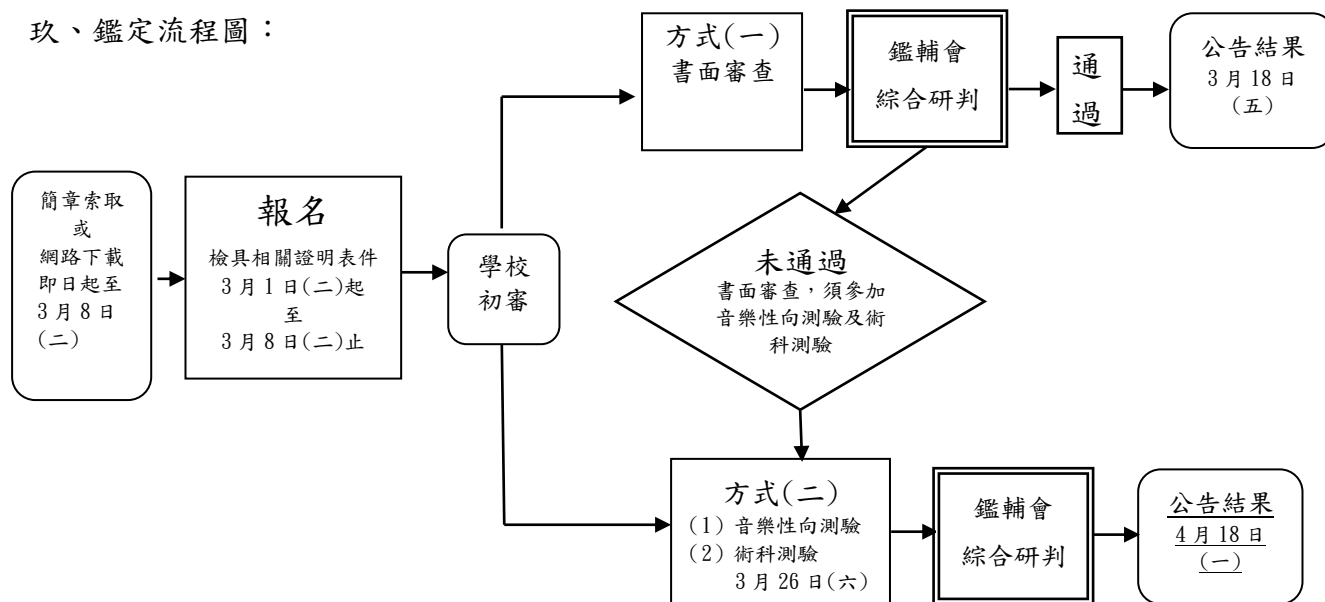 玖、鑑定流程圖：
簡章索取
或
網路下載
即日起至
3月8日
(二)
報名
檢具相關證明表件
3月1日(二)起
至
3月8日(二)止
學校
初審
方式(一)
書面審查
鑑輔會
綜合研判
通
過
公告結果
3月18日
(五)
未通過
書面審查，須參加
音樂性向測驗及術
科測驗
方式(二)
(1)音樂性向測驗
(2)術科測驗
3月26日(六)
鑑輔會
綜合研判
公告結果
4月18日
(一)